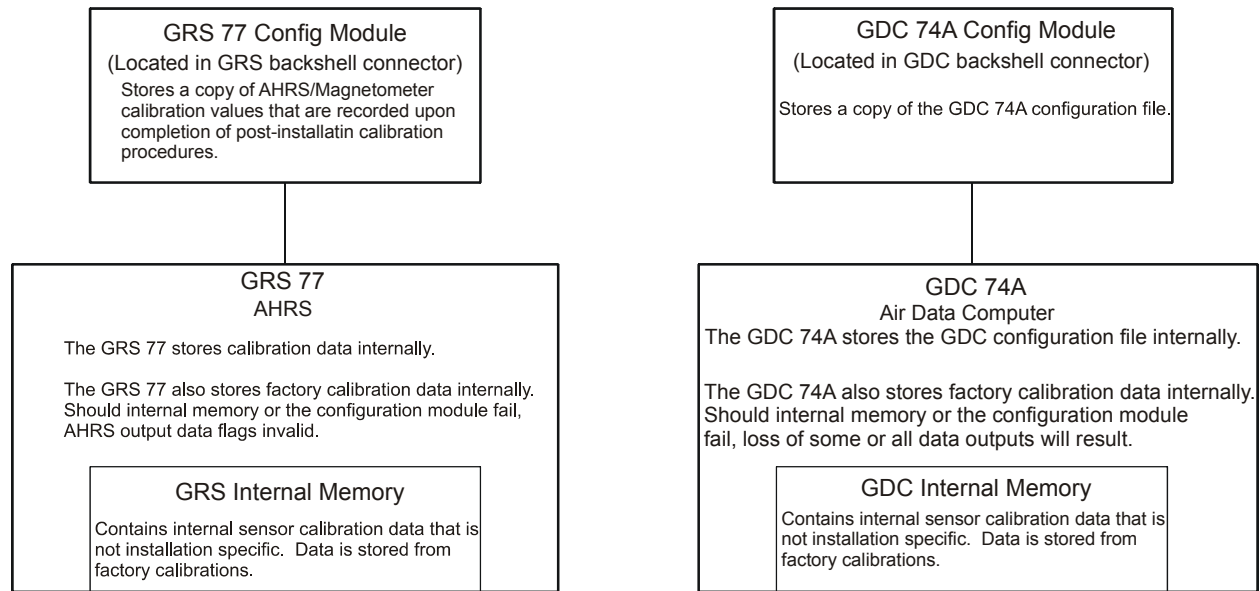 GRS 77 Config Module
(Located in GRS backshell connector)
Stores a copy of AHRS/Magnetometer
calibration values that are recorded upon
completion of post-installatin calibration
procedures.
GRS 77
AHRS
The GRS 77 stores calibration data internally.
The GRS 77 also stores factory calibration data internally.
Should internal memory or the configuration module fail,
AHRS output data flags invalid.
GRS Internal Memory
Contains internal sensor calibration data that is
not installation specific. Data is stored from
factory calibrations.
GDC 74A Config Module
(Located in GDC backshell connector)
Stores a copy of the GDC 74A configuration file.
GDC 74A
Air Data Computer
The GDC 74A stores the GDC configuration file internally.
The GDC 74A also stores factory calibration data internally.
Should internal memory or the configuration module
fail, loss of some or all data outputs will result.
GDC Internal Memory
Contains internal sensor calibration data that is
not installation specific. Data is stored from
factory calibrations.